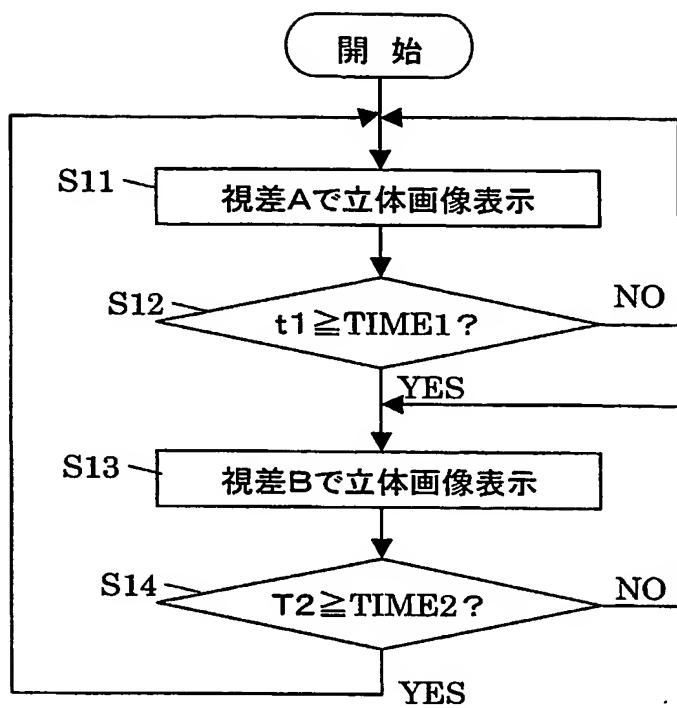 開 始
S11
視差Aで立体画像表示
S12
t1≧TIME1?
NO
YES
S13
視差Bで立体画像表示
S14
T2≧TIME2?
NO
YES